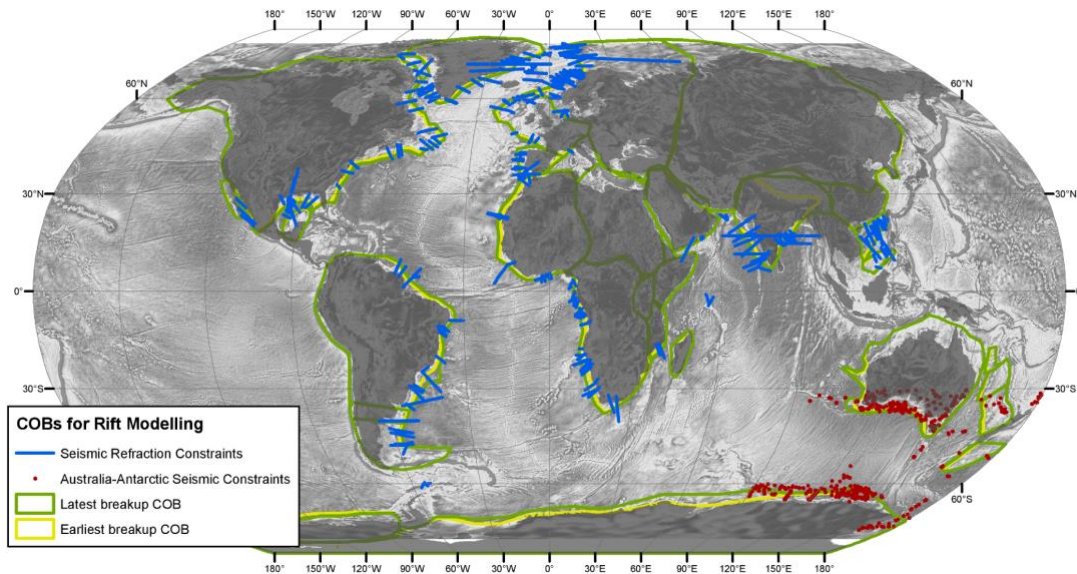 180° 150°W 120°W 90°W 60°W 30°W 0° 30°E 60°E 90°E 120°E 150°E 180°
60°N 60°N
30°N 30°N
0°
30°S 30°S
COBs for Rift Modelling
Seismic Refraction Constraints
Australia-Antarctic Seismic Constraints
Latest breakup COB
Earliest breakup COB
60°S
180° 150°W 120°W 90°W 60°W 30°W 0° 30°E 60°E 90°E 120°E 150°E 180°